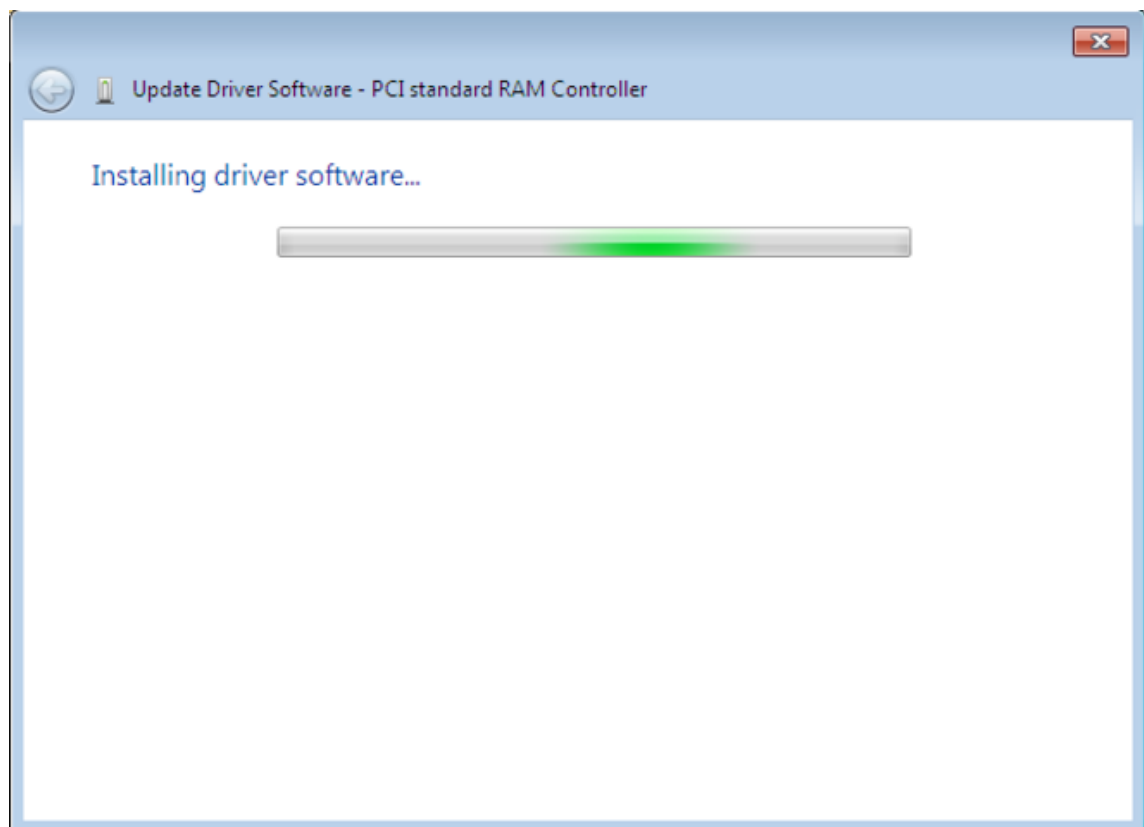 Update Driver Software - PCI standard RAM Controller
Installing driver software...